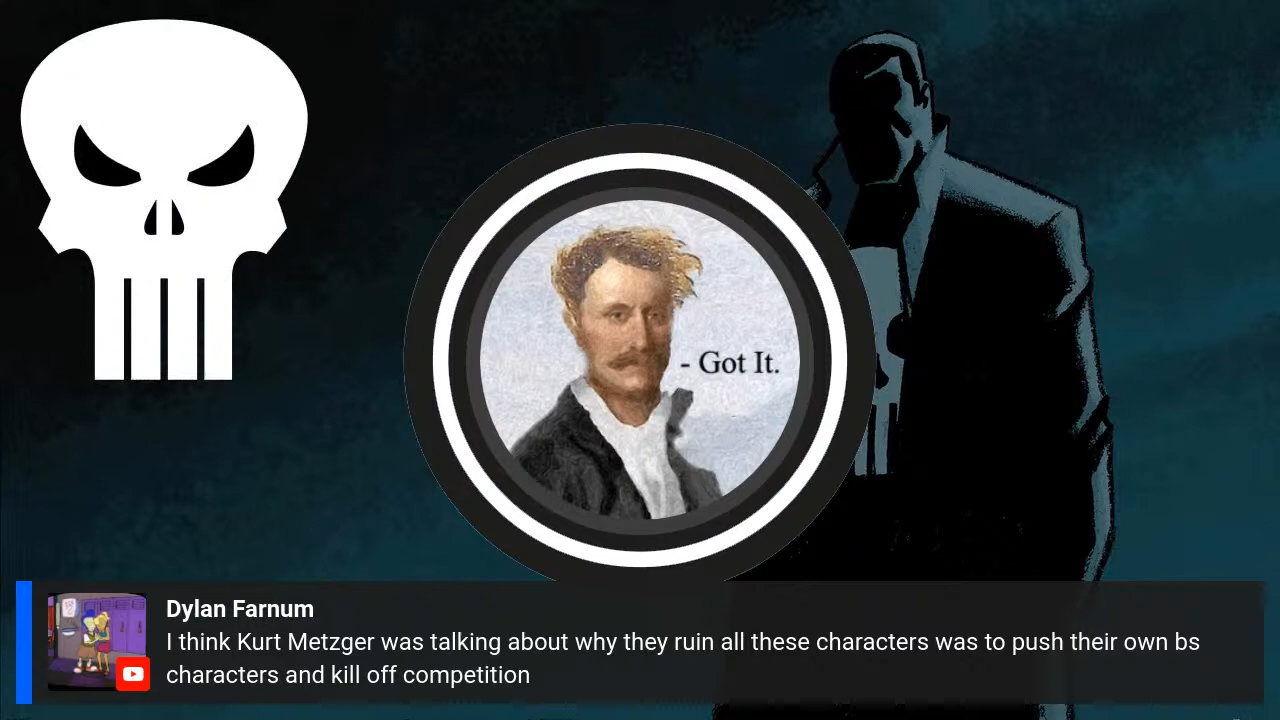 - Got It.
Dylan Farnum
I think Kurt Metzger was talking about why they ruin all these characters was to push their own bs
characters and kill off competition